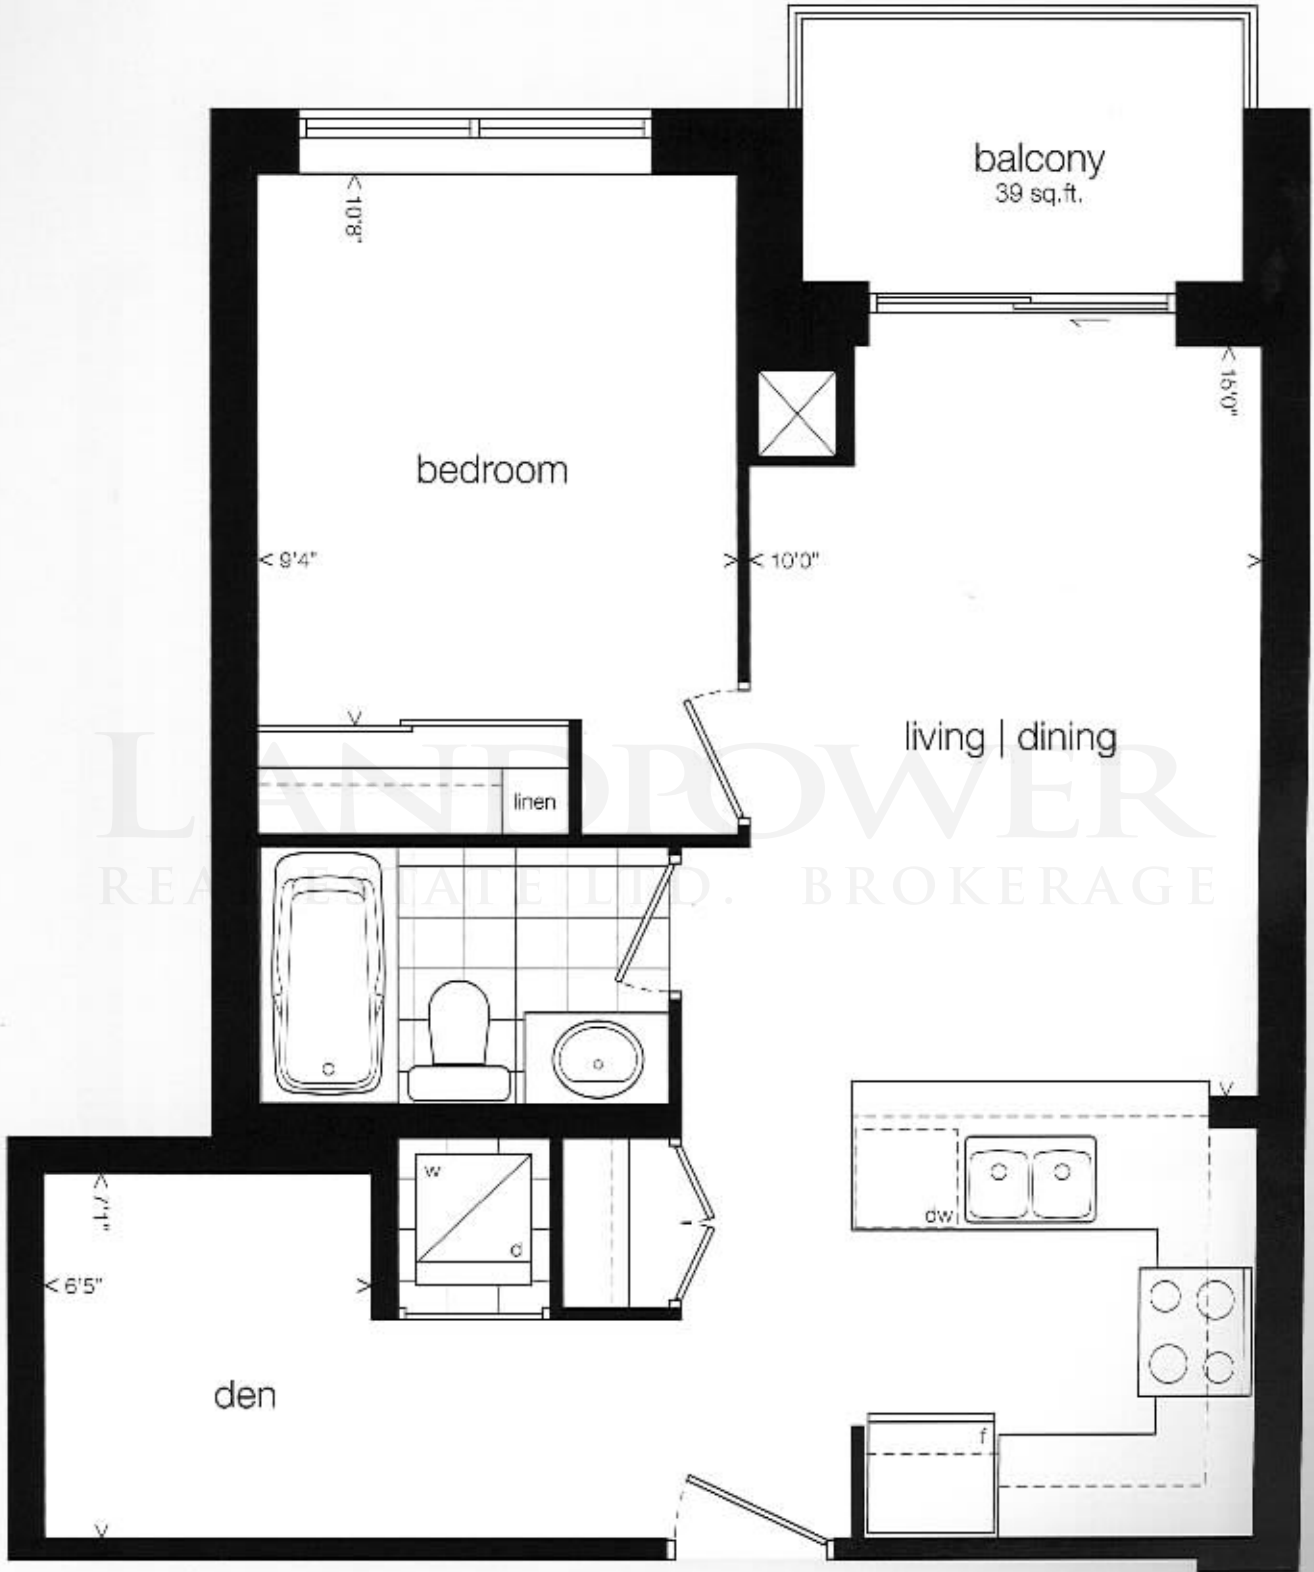 balcony
39 sq.ft.
10'8"
15'0"
bedroom
9'4"
10'0"
living | dining
LANDPOWER
linen
REAL ESTATE LTD. BROKERAGE
w
d
7'1"
dw
6'5"
den
f